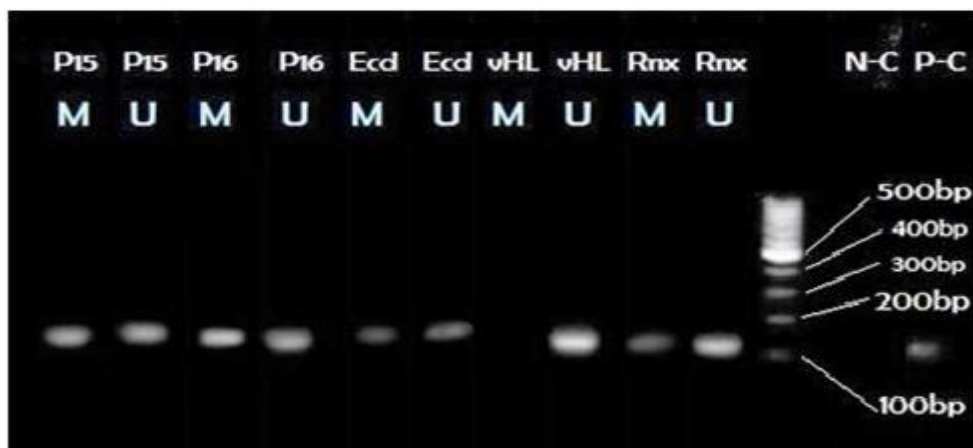 P15 P15 P16 P16 Ecd Ecd vHL vHL Rnx Rnx N-C P-C
M U M U M U M U M U
500bp
400bp
300bp
200bp
100bp